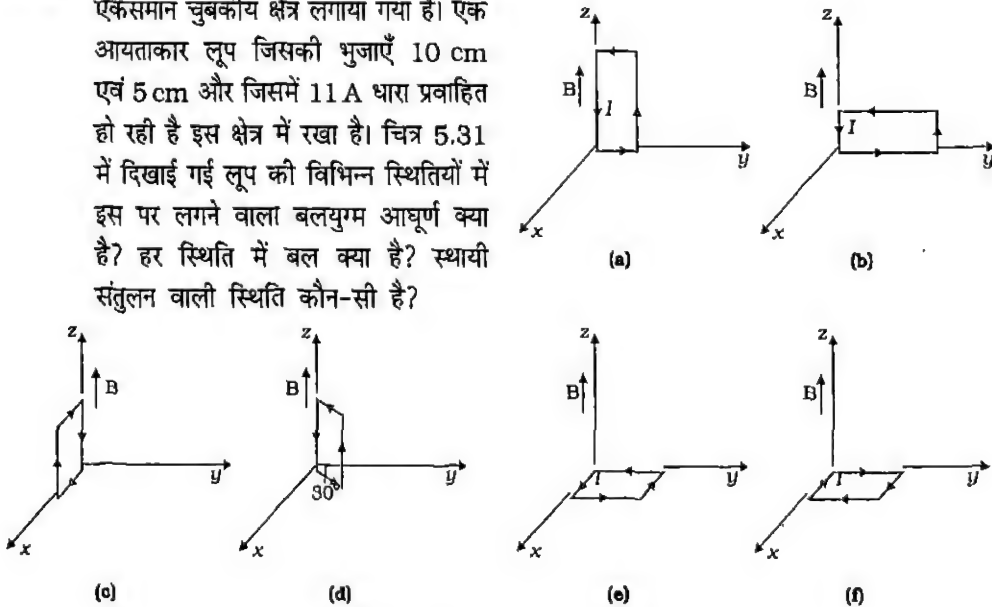 एकसमान चुंबकीय क्षेत्र लगाया गया है। एक
आयताकार लूप जिसकी भुजाएँ 10 cm
एवं 5 cm और जिसमें 11 A धारा प्रवाहित
हो रही है इस क्षेत्र में रखा है। चित्र 5.31
में दिखाई गई लूप की विभिन्न स्थितियों में
इस पर लगने वाला बलयुग्म आघूर्ण क्या
है? हर स्थिति में बल क्या है? स्थायी
संतुलन वाली स्थिति कौन-सी है?
z
B
I
y
x
(a)
z
B
I
y
x
(b)
z
B
y
x
(c)
z
B
y
30°
x
(d)
z
B
I
y
x
(e)
z
B
I
y
x
(f)